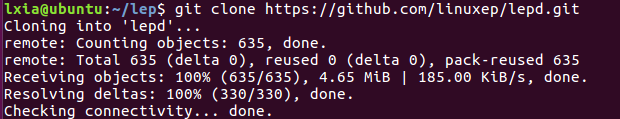 lxia@ubuntu:~/lep$ git clone https://github.com/linuxep/lepd.git
Cloning into 'lepd'...
remote: Counting objects: 635, done.
remote: Total 635 (delta 0), reused 0 (delta 0), pack-reused 635
Receiving objects: 100% (635/635), 4.65 MiB | 185.00 KiB/s, done.
Resolving deltas: 100% (330/330), done.
Checking connectivity... done.